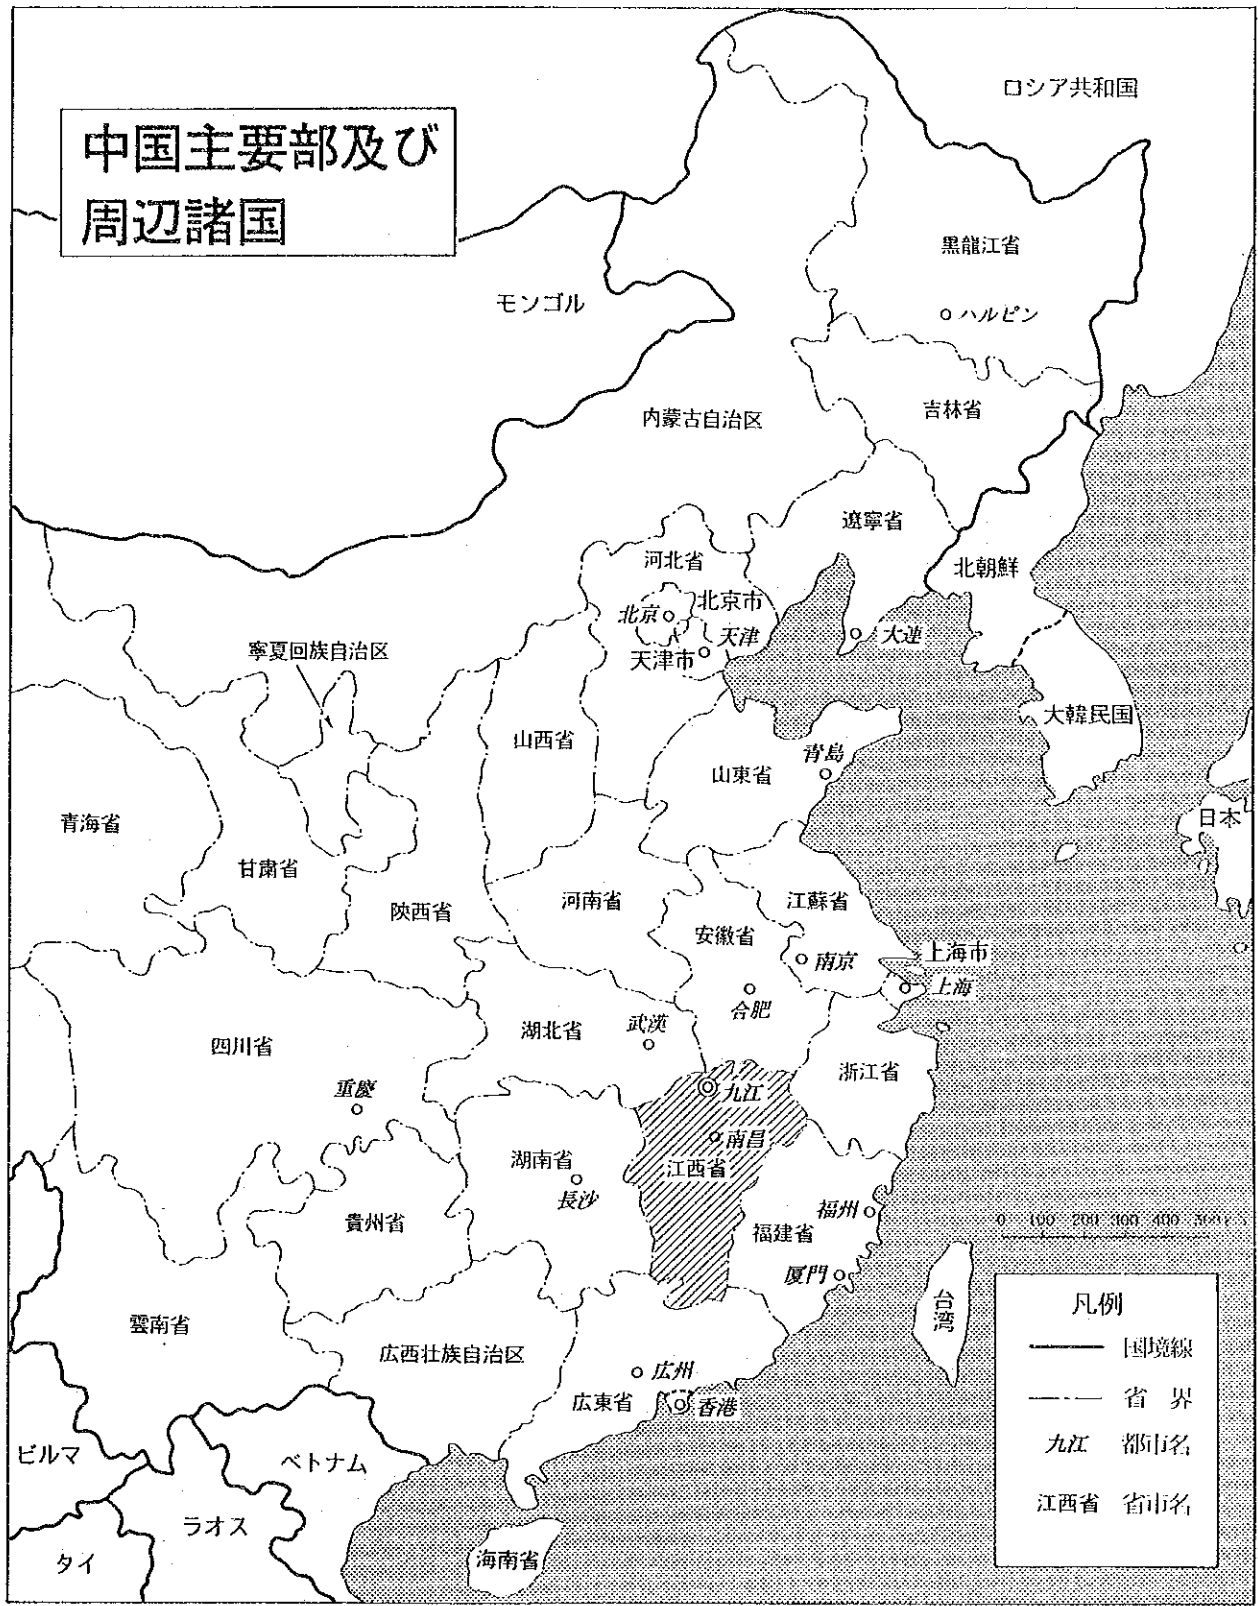 中国主要部及び
周辺諸国
ロシア共和国
黒龍江省
モンゴル
ハルピン
内蒙古自治区
吉林省
遼寧省
河北省
北朝鮮
北京市
北京
天津
大連
天津市
寧夏回族自治区
大韓民国
山西省
青島
山東省
日本
青海省
甘粛省
陝西省
河南省
江蘇省
安徽省
上海市
南京
上海
合肥
武漢
湖北省
四川省
浙江省
重慶
九江
南昌
湖南省
江西省
長沙
貴州省
福州
福建省
0 100 200 300 400
厦門
台湾
雲南省
広西壮族自治区
広州
広東省
香港
ビルマ
ベトナム
ラオス
タイ
海南省
凡例
国境線
省界
九江 都市名
江西省 省市名